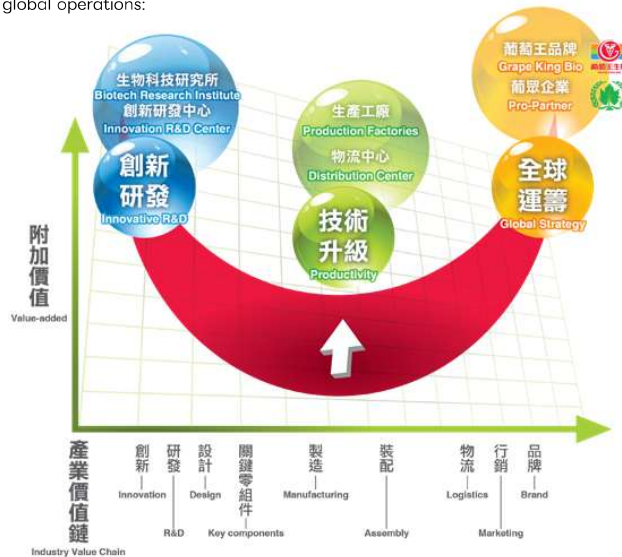 global operations:
生物科技研究所
Biotech Research Institute
創新研發中心
Innovation R&D Center
創新
研發
Innovative R&D
生產工廠
Production Factories
物流中心
Distribution Center
技術
升級
Productivity
葡萄王品牌
Grape King Bio
葡眾企業
Pro-Partner
全球
運籌
Global Strategy
附加價值
Value-added
產業價值鏈
Industry Value Chain
創新
Innovation
研發
R&D
設計
Design
關鍵零組件
Key components
製造
Manufacturing
裝配
Assembly
物流
Logistics
行銷
Marketing
品牌
Brand